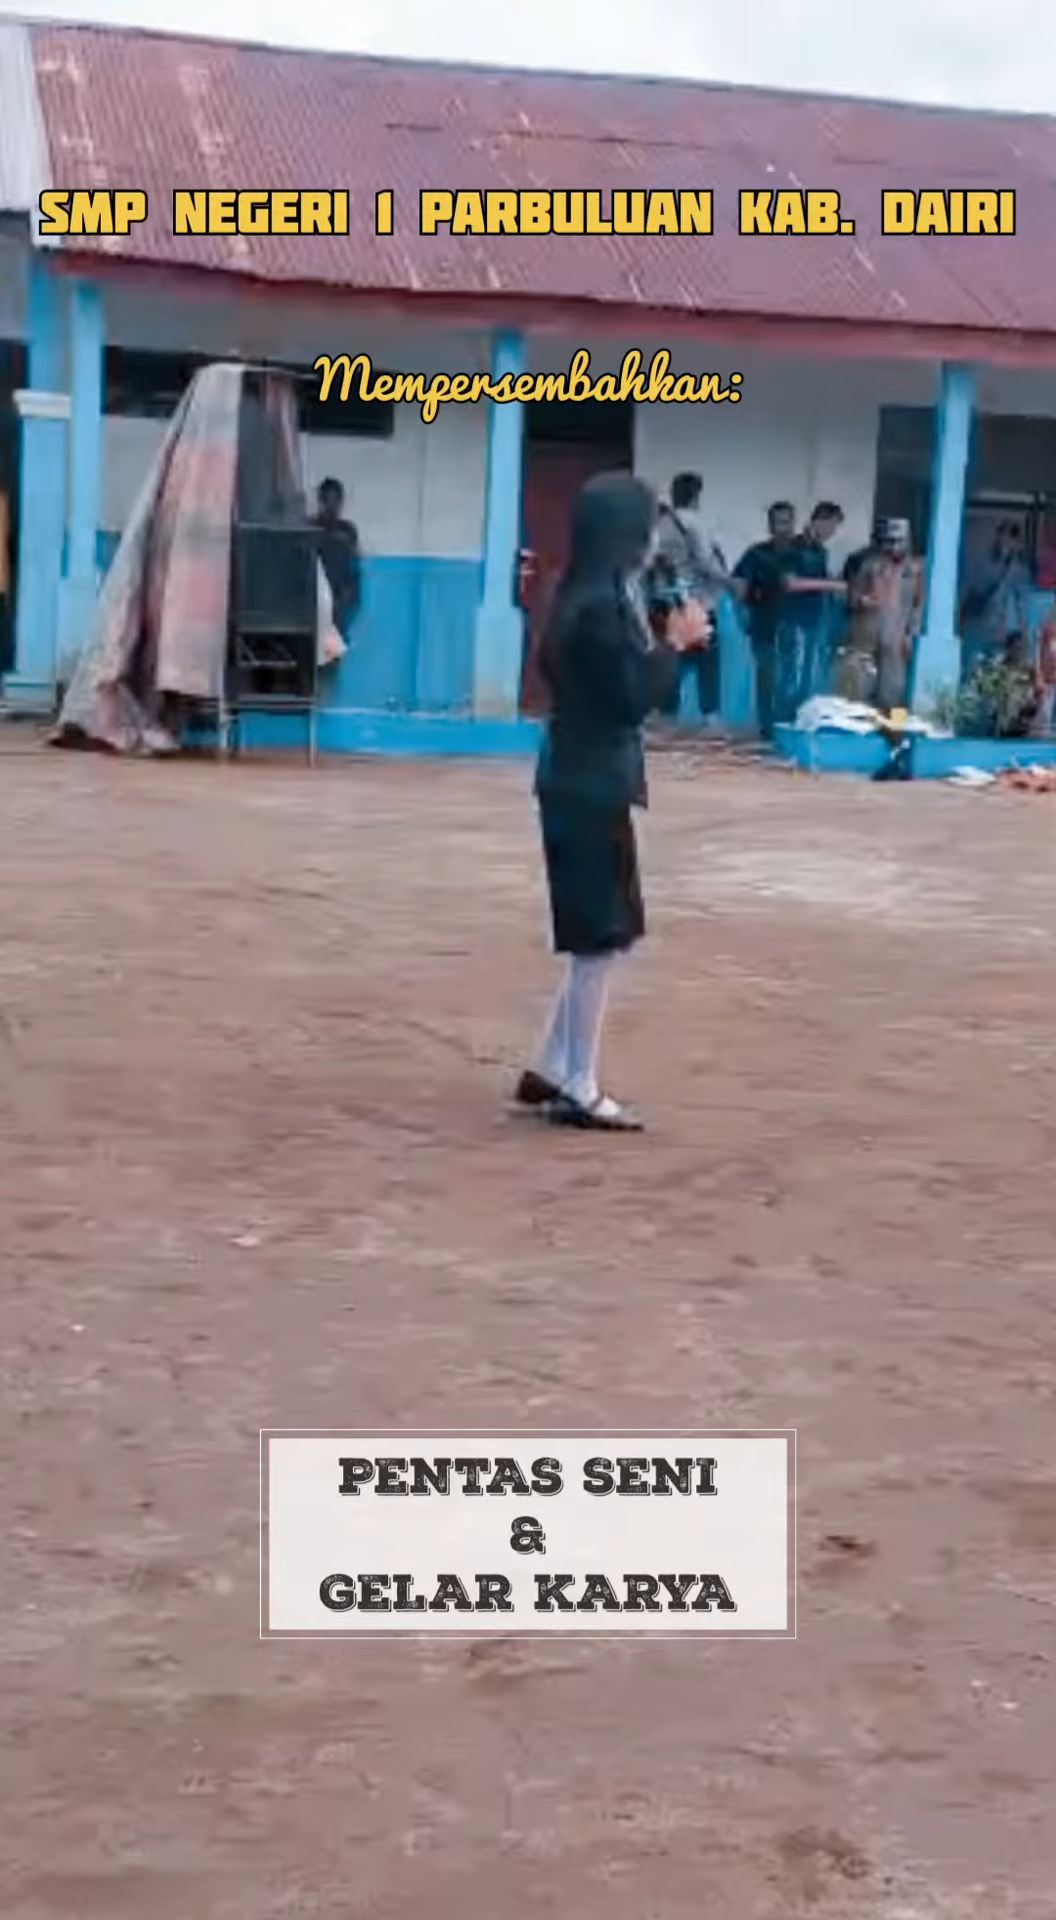 SMP NEGERI 1 PARBULUAN KAB. DAIRI
Mempersembahkan:
PENTAS SENI
&
GELAR KARYA